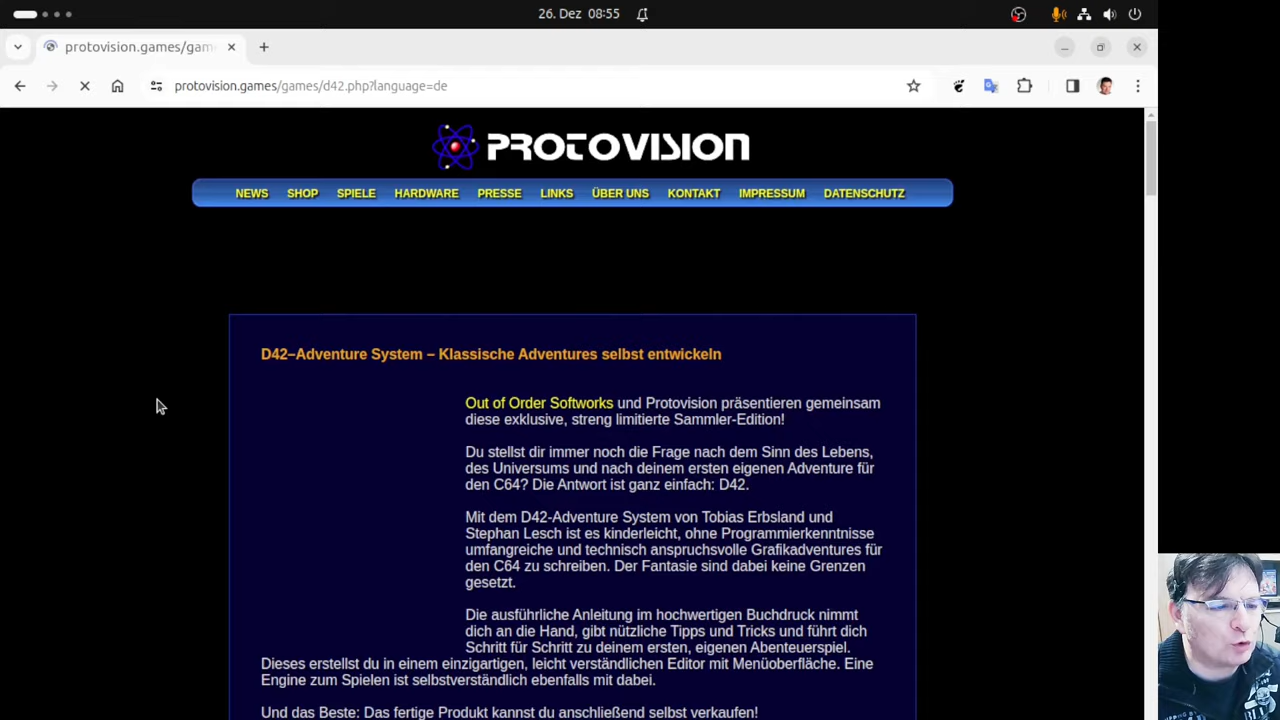 26. Dez 08:55
protovision.games/gam
protovision.games/games/d42.php?language=de
PROTOVISION
NEWS SHOP SPIELE HARDWARE PRESSE LINKS ÜBER UNS KONTAKT IMPRESSUM DATENSCHUTZ
D42–Adventure System – Klassische Adventures selbst entwickeln
Out of Order Softworks und Protovision präsentieren gemeinsam
diese exklusive, streng limitierte Sammler-Edition!
Du stellst dir immer noch die Frage nach dem Sinn des Lebens,
des Universums und nach deinem ersten eigenen Adventure für
den C64? Die Antwort ist ganz einfach: D42.
Mit dem D42-Adventure System von Tobias Erbsland und
Stephan Lesch ist es kinderleicht, ohne Programmierkenntnisse
umfangreiche und technisch anspruchsvolle Grafikadventures für
den C64 zu schreiben. Der Fantasie sind dabei keine Grenzen
gesetzt.
Die ausführliche Anleitung im hochwertigen Buchdruck nimmt
dich an die Hand, gibt nützliche Tipps und Tricks und führt dich
Schritt für Schritt zu deinem ersten, eigenen Abenteuerspiel.
Dieses erstellst du in einem einzigartigen, leicht verständlichen Editor mit Menüoberfläche. Eine
Engine zum Spielen ist selbstverständlich ebenfalls mit dabei.
Und das Beste: Das fertige Produkt kannst du anschließend selbst verkaufen!